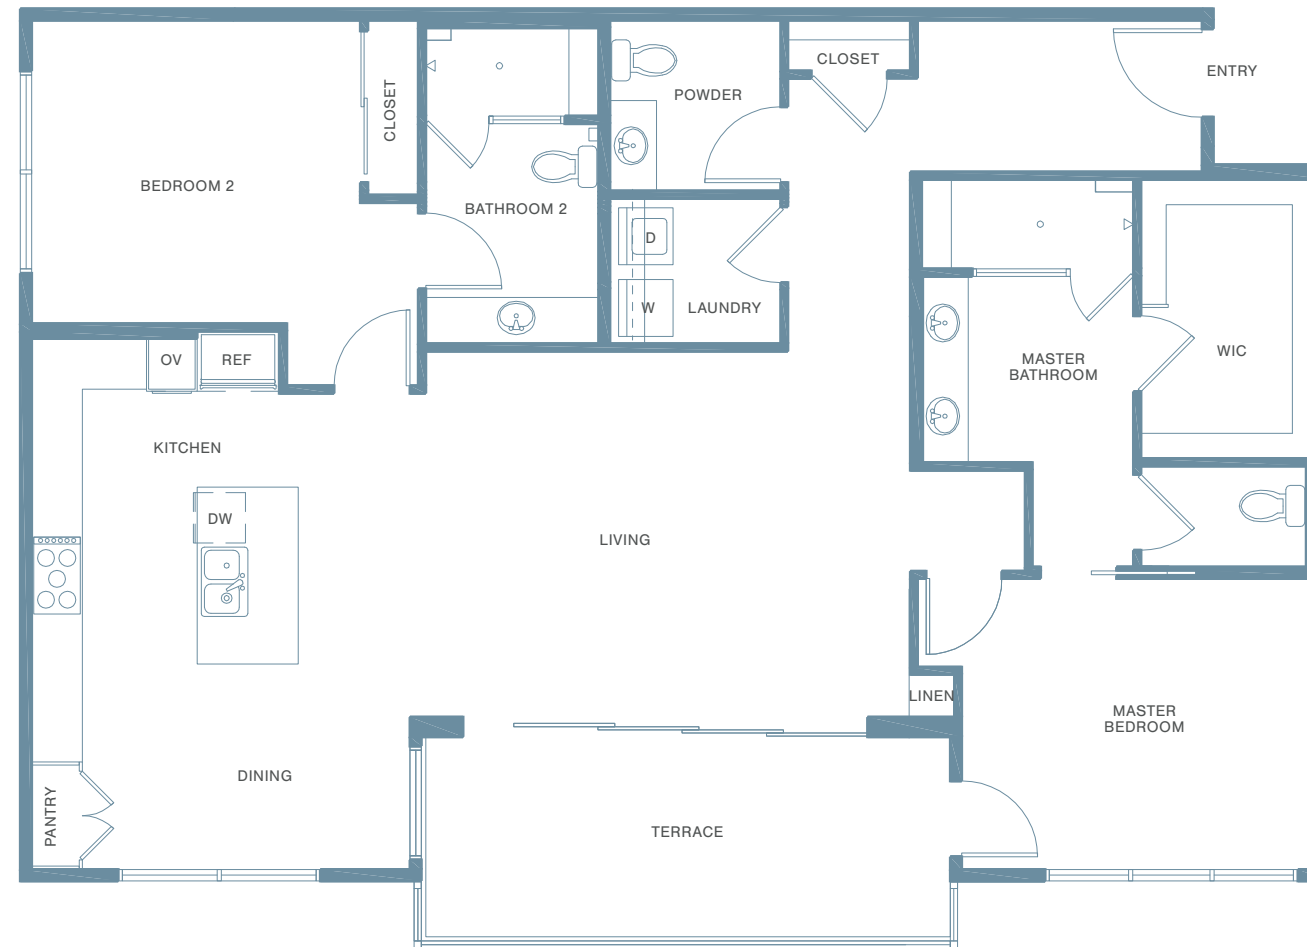 CLOSET
ENTRY
POWDER
CLOSET
BEDROOM 2
BATHROOM 2
D
W
LAUNDRY
OV
REF
MASTER
BATHROOM
WIC
KITCHEN
DW
LIVING
LINEN
MASTER
BEDROOM
DINING
PANTRY
TERRACE